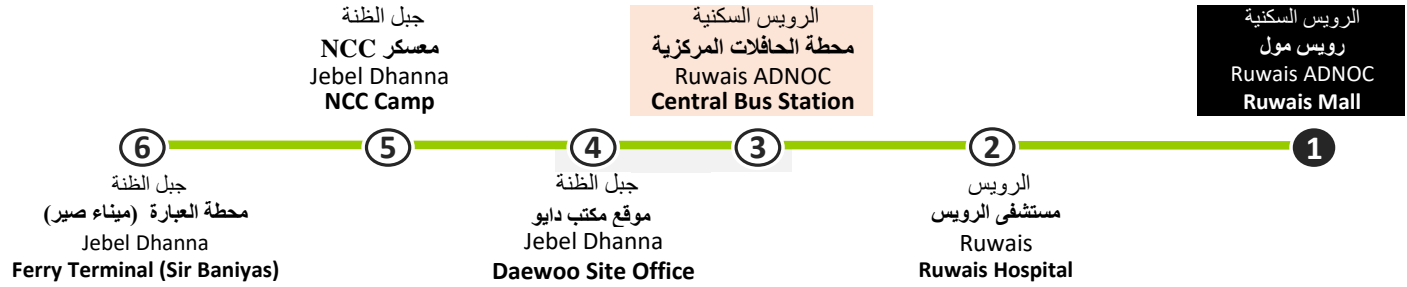 جبل الظنة
معسكر NCC
Jebel Dhanna
NCC Camp
الرويس السكنية
محطة الحافلات المركزية
Ruwais ADNOC
Central Bus Station
الرويس السكنية
رويس مول
Ruwais ADNOC
Ruwais Mall
6
5
4
3
2
1
جبل الظنة
محطة العبارة (ميناء صير)
Jebel Dhanna
Ferry Terminal (Sir Baniyas)
جبل الظنة
موقع مكتب دايو
Jebel Dhanna
Daewoo Site Office
الرويس
مستشفى الرويس
Ruwais
Ruwais Hospital